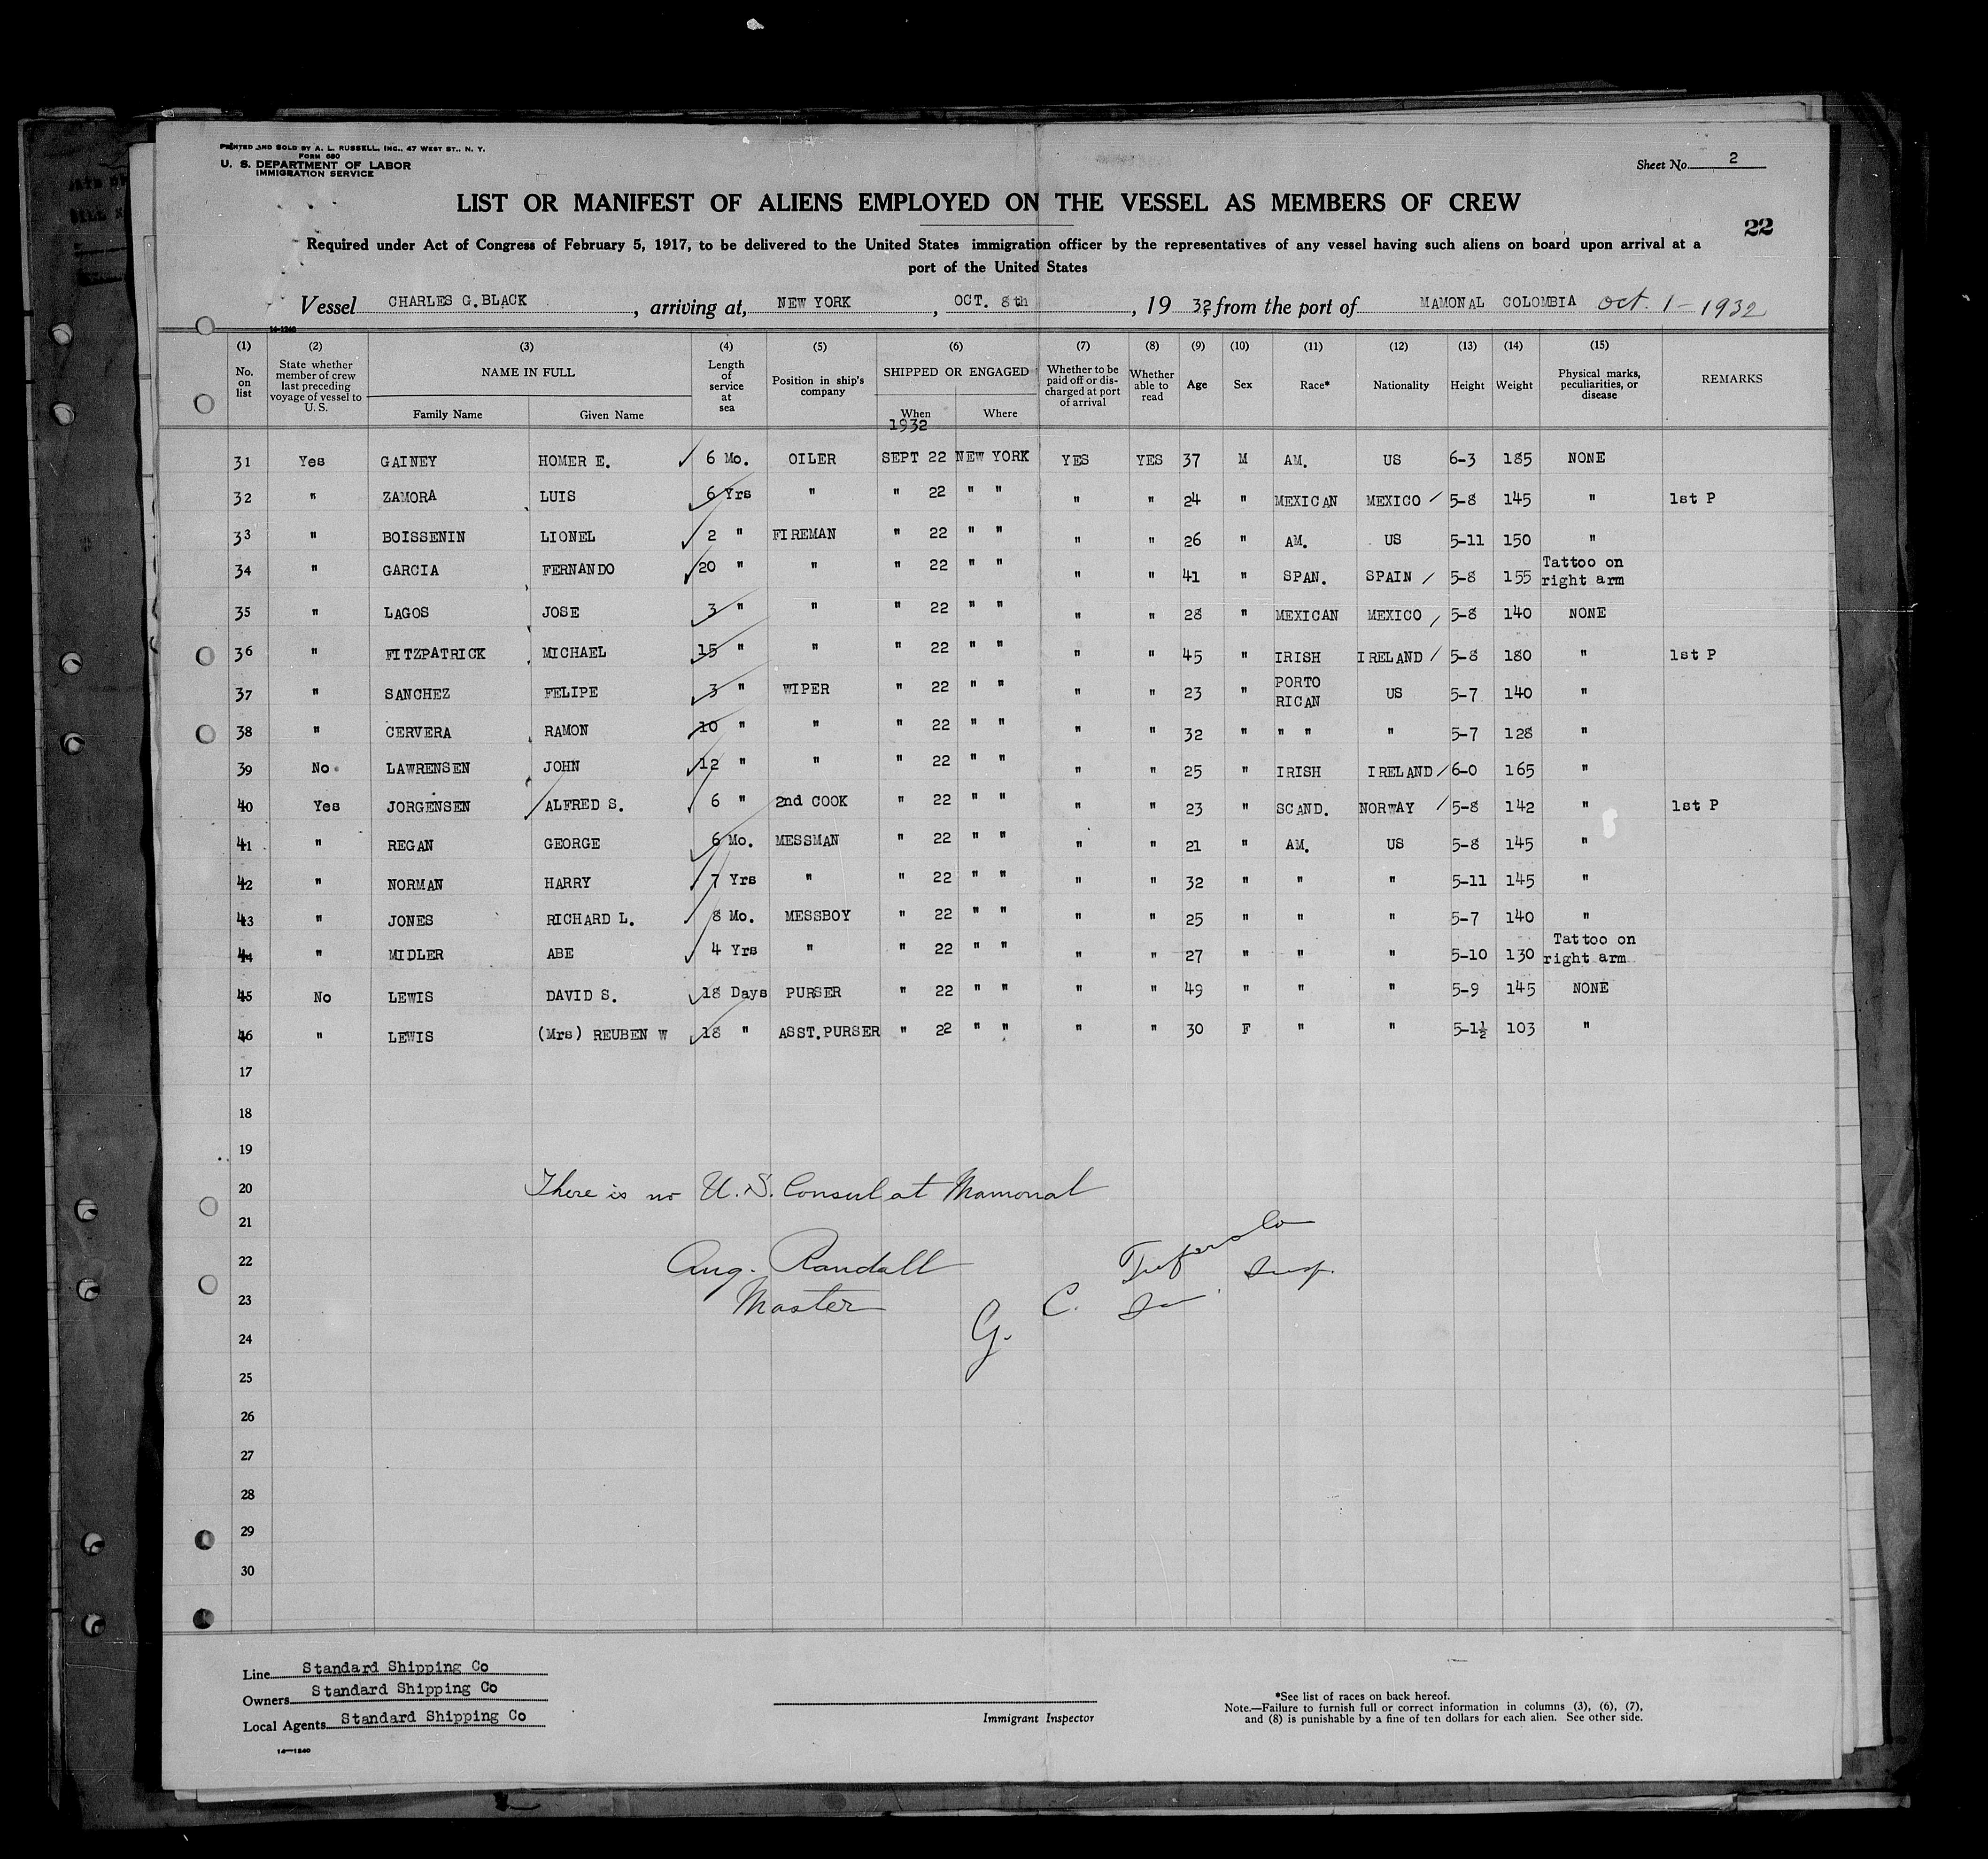 PRINTED AND SOLD BY A. L. RUSSELL, INC., 47 WEST ST., N. Y.
FORM 680
U. S. DEPARTMENT OF LABOR
IMMIGRATION SERVICE
Sheet No. 2
LIST OR MANIFEST OF ALIENS EMPLOYED ON THE VESSEL AS MEMBERS OF CREW
22
Required under Act of Congress of February 5, 1917, to be delivered to the United States immigration officer by the representatives of any vessel having such aliens on board upon arrival at a
port of the United States
Vessel CHARLES G. BLACK, arriving at, NEW YORK, OCT. 8th, 19 32 from the port of MAMONAL COLOMBIA Oct. 1 - 1932
14-1240
(1) (2) (3) (4) (5) (6) (7) (8) (9) (10) (11) (12) (13) (14) (15)
No. on list
State whether member of crew last preceding voyage of vessel to U. S.
NAME IN FULL
Family Name
Given Name
Length of service at sea
Position in ship's company
SHIPPED OR ENGAGED
When
Where
1932
Whether to be paid off or discharged at port of arrival
Whether able to read
Age
Sex
Race*
Nationality
Height
Weight
Physical marks, peculiarities, or disease
REMARKS
31 Yes GAINEY HOMER E. 6 Mo. OILER SEPT 22 NEW YORK YES YES 37 M AM. US 6-3 185 NONE
32 " ZAMORA LUIS 6 Yrs " " 22 " " " " 24 " MEXICAN MEXICO 5-8 145 " 1st P
33 " BOISSENIN LIONEL 2 " FIREMAN " 22 " " " " 26 " AM. US 5-11 150 "
34 " GARCIA FERNANDO 20 " " " 22 " " " " 41 " SPAN. SPAIN 5-8 155 Tattoo on right arm
35 " LAGOS JOSE 3 " " " 22 " " " " 28 " MEXICAN MEXICO 5-8 140 NONE
36 " FITZPATRICK MICHAEL 15 " " " 22 " " " " 45 " IRISH IRELAND 5-8 180 " 1st P
37 " SANCHEZ FELIPE 3 " WIPER " 22 " " " " 23 " PORTO RICAN US 5-7 140 "
38 " CERVERA RAMON 10 " " " 22 " " " " 32 " " " " 5-7 128 "
39 No LAWRENSEN JOHN 12 " " " 22 " " " " 25 " IRISH IRELAND 6-0 165 "
40 Yes JORGENSEN ALFRED S. 6 " 2nd COOK " 22 " " " " 23 " SCAND. NORWAY 5-8 142 " 1st P
41 " REGAN GEORGE 6 Mo. MESSMAN " 22 " " " " 21 " AM. US 5-8 145 "
42 " NORMAN HARRY 7 Yrs " " 22 " " " " 32 " " " 5-11 145 "
43 " JONES RICHARD L. 8 Mo. MESSBOY " 22 " " " " 25 " " " 5-7 140 "
44 " MIDLER ABE 4 Yrs " " 22 " " " " 27 " " " 5-10 130 Tattoo on right arm
45 No LEWIS DAVID S. 18 Days PURSER " 22 " " " " 49 " " " 5-9 145 NONE
46 " LEWIS (Mrs) REUBEN W 18 " ASST. PURSER " 22 " " " " 30 F " " 5-1½ 103 "
17
18
19
20
There is no U.S. Consul at Mamonal
21
22
Aug. Randall
23
Master
24
25
26
27
28
29
30
Line Standard Shipping Co
Owners Standard Shipping Co
Local Agents Standard Shipping Co
14-1240
Immigrant Inspector
*See list of races on back hereof.
Note.—Failure to furnish full or correct information in columns (3), (6), (7),
and (8) is punishable by a fine of ten dollars for each alien. See other side.